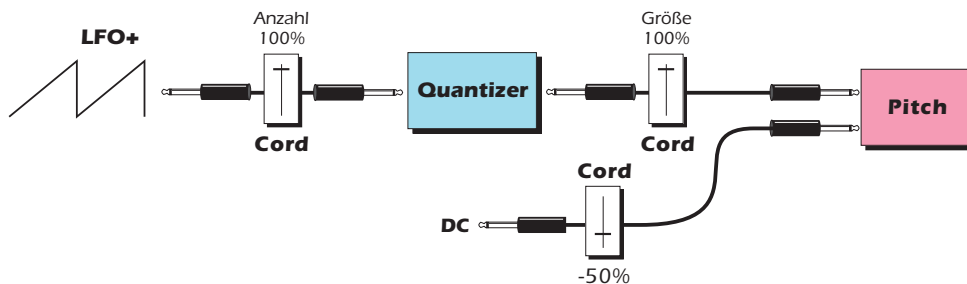 LFO+
Anzahl
100%
Cord
Quantizer
Größe
100%
Cord
Pitch
Cord
DC
-50%